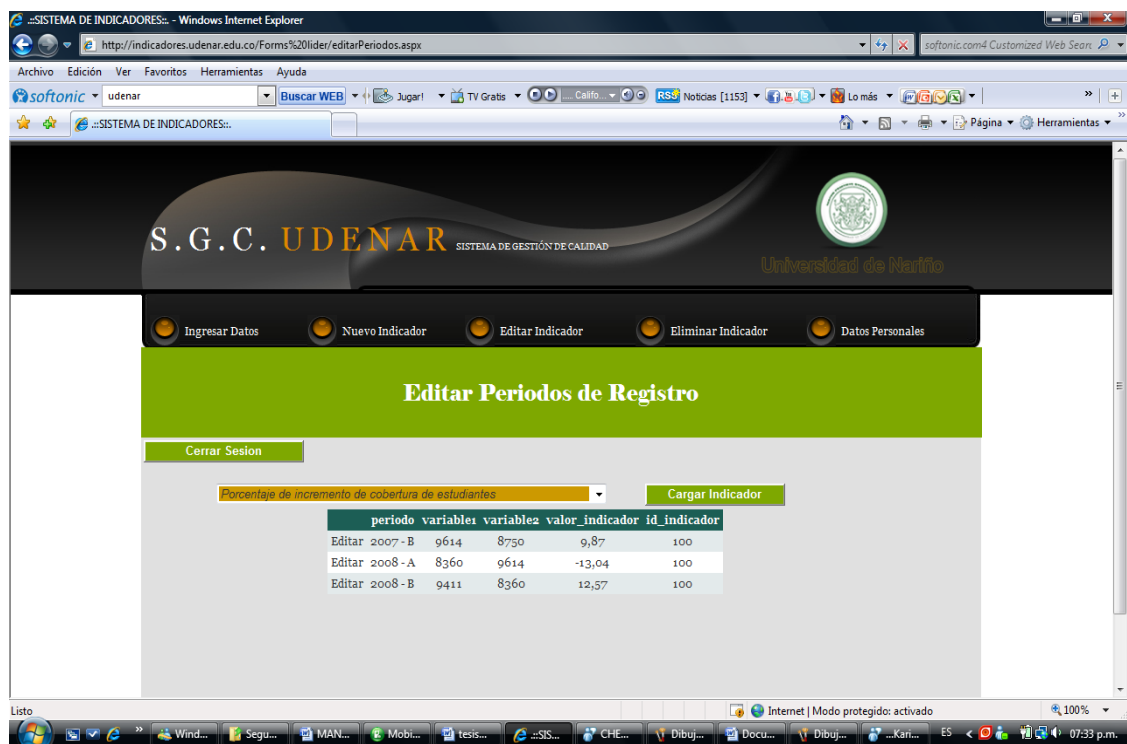 .::SISTEMA DE INDICADORES::. - Windows Internet Explorer
http://indicadores.udenar.edu.co/Forms%20lider/editarPeriodos.aspx
softonic.com4 Customized Web Sear
Archivo Edición Ver Favoritos Herramientas Ayuda
softonic udenar Buscar WEB Jugar! TV Gratis .... Califo... RSS Noticias [1153] Lo más
.::SISTEMA DE INDICADORES::. Página Herramientas
S.G.C. UDENAR SISTEMA DE GESTIÓN DE CALIDAD
Universidad de Nariño
Ingresar Datos Nuevo Indicador Editar Indicador Eliminar Indicador Datos Personales
Editar Periodos de Registro
Cerrar Sesion
Porcentaje de incremento de cobertura de estudiantes Cargar Indicador
periodo variable1 variable2 valor_indicador id_indicador
Editar 2007 - B 9614 8750 9,87 100
Editar 2008 - A 8360 9614 -13,04 100
Editar 2008 - B 9411 8360 12,57 100
Listo Internet | Modo protegido: activado 100%
Wind... Segu... MAN... Mobi... tesis... .::SIS... CHE... Dibuj... Docu... Dibuj... ...Kari... ES 07:33 p.m.